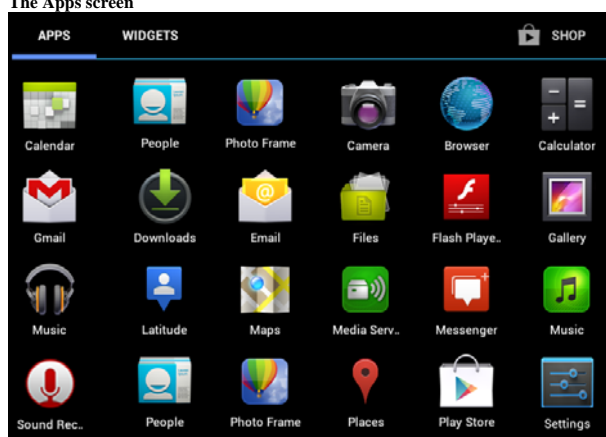 The Apps screen
APPS WIDGETS SHOP
Calendar People Photo Frame Camera Browser Calculator
Gmail Downloads Email Files Flash Playe.. Gallery
Music Latitude Maps Media Serv.. Messenger Music
Sound Rec.. People Photo Frame Places Play Store Settings